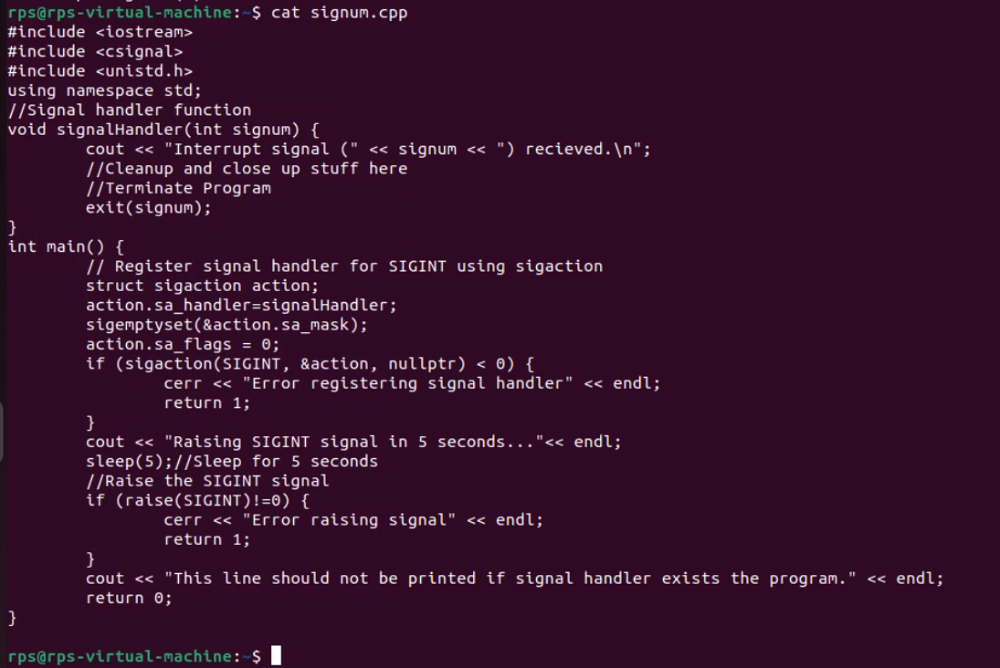 rps@rps-virtual-machine:~$ cat signum.cpp
#include <iostream>
#include <csignal>
#include <unistd.h>
using namespace std;
//Signal handler function
void signalHandler(int signum) {
        cout << "Interrupt signal (" << signum << ") recieved.\n";
        //Cleanup and close up stuff here
        //Terminate Program
        exit(signum);
}
int main() {
        // Register signal handler for SIGINT using sigaction
        struct sigaction action;
        action.sa_handler=signalHandler;
        sigemptyset(&action.sa_mask);
        action.sa_flags = 0;
        if (sigaction(SIGINT, &action, nullptr) < 0) {
                cerr << "Error registering signal handler" << endl;
                return 1;
        }
        cout << "Raising SIGINT signal in 5 seconds..."<< endl;
        sleep(5);//Sleep for 5 seconds
        //Raise the SIGINT signal
        if (raise(SIGINT)!=0) {
                cerr << "Error raising signal" << endl;
                return 1;
        }
        cout << "This line should not be printed if signal handler exists the program." << endl;
        return 0;
}
rps@rps-virtual-machine:~$